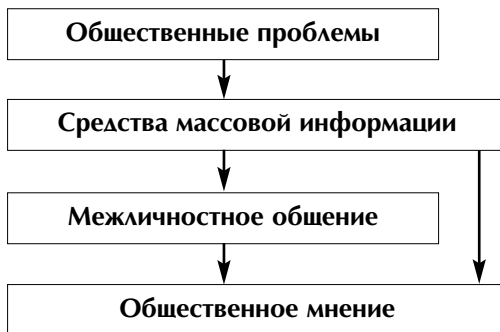 Общественные проблемы
Средства массовой информации
Межличностное общение
Общественное мнение